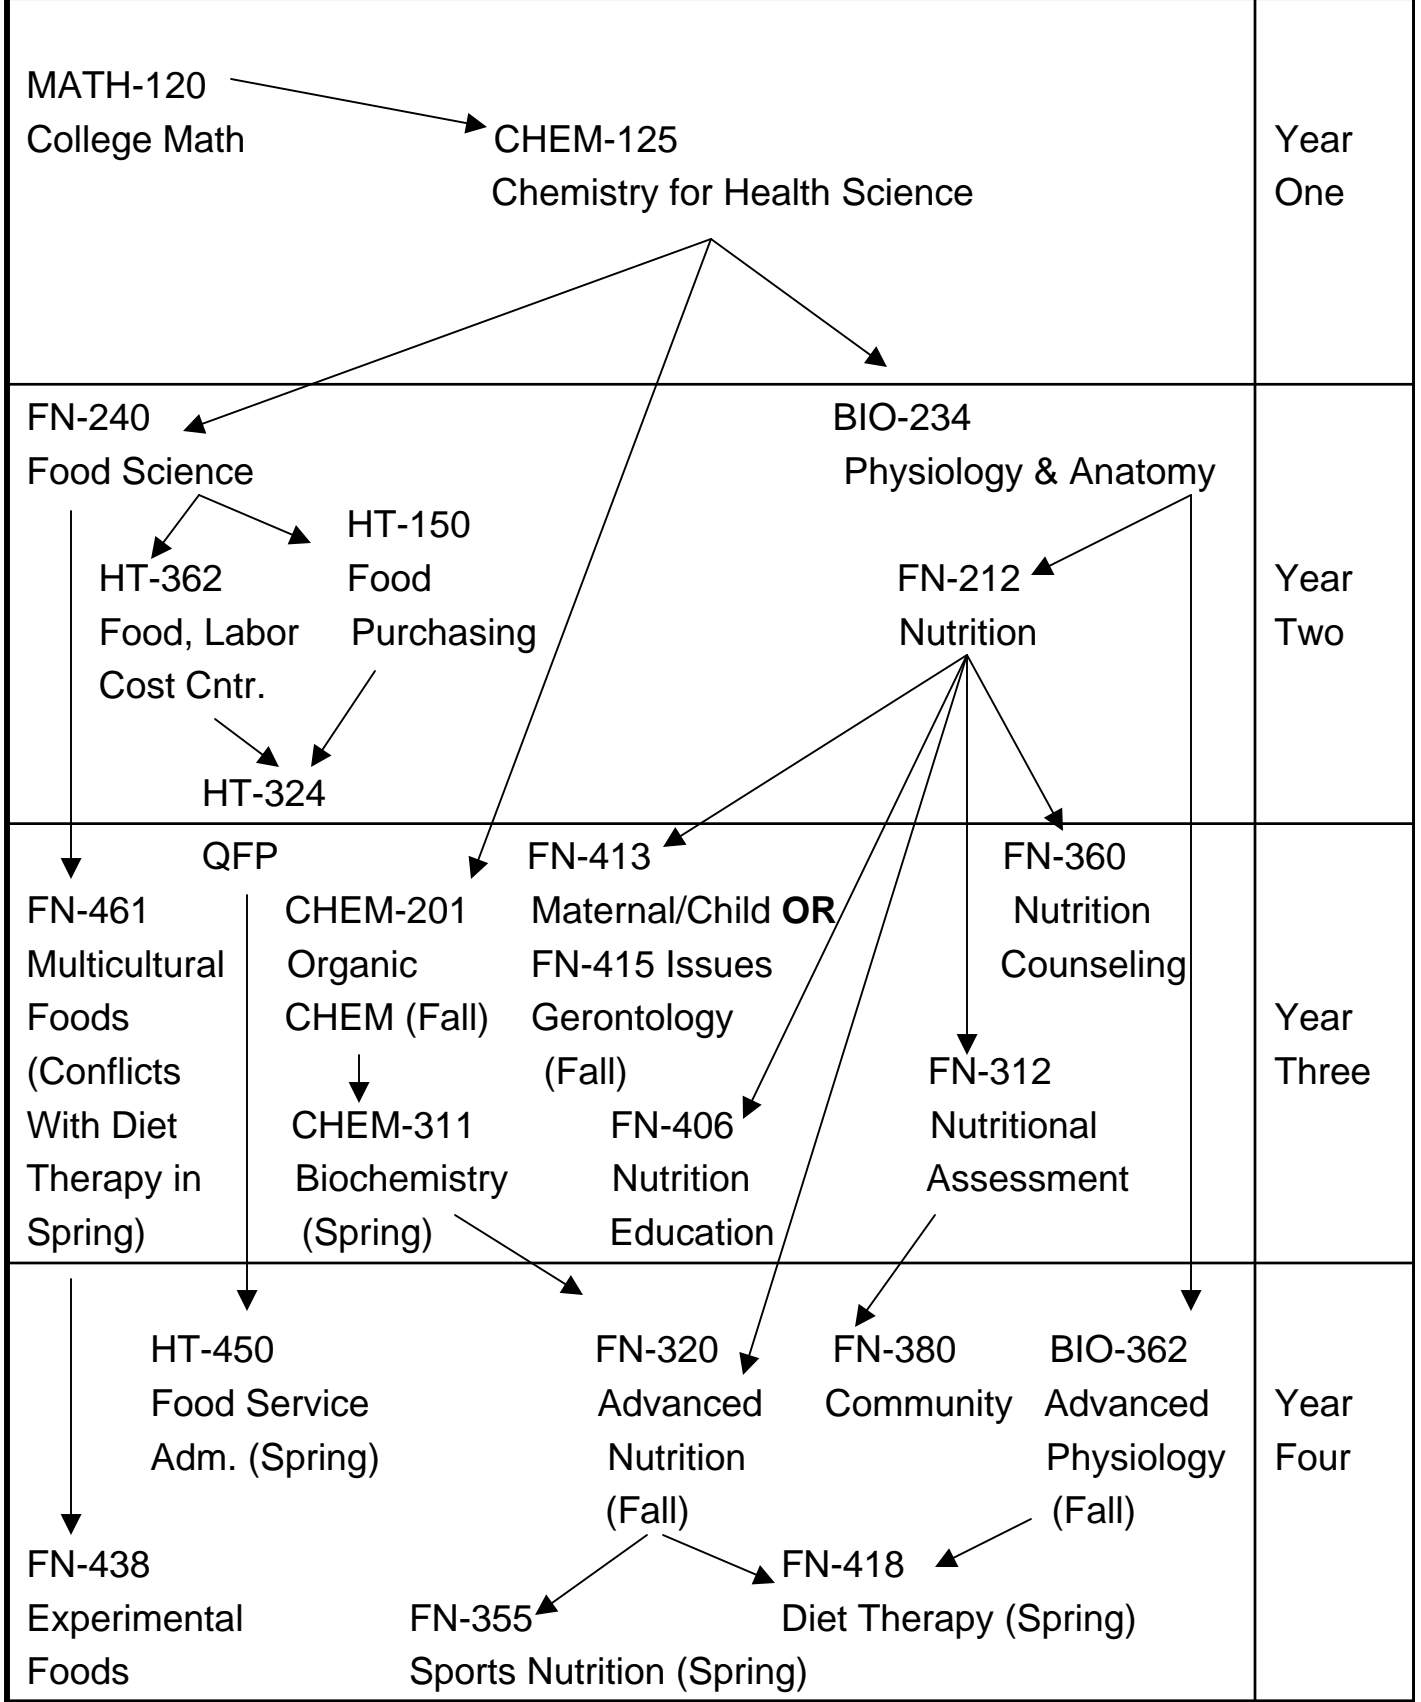 MATH-120
College Math
CHEM-125
Chemistry for Health Science
Year
One
FN-240
Food Science
BIO-234
Physiology & Anatomy
HT-362
Food, Labor
Cost Cntr.
HT-150
Food
Purchasing
FN-212
Nutrition
HT-324
Year
Two
QFP
FN-461
Multicultural
Foods
(Conflicts
With Diet
Therapy in
Spring)
CHEM-201
Organic
CHEM (Fall)
CHEM-311
Biochemistry
(Spring)
FN-413
Maternal/Child OR
FN-415 Issues
Gerontology
(Fall)
FN-406
Nutrition
Education
FN-360
Nutrition
Counseling
FN-312
Nutritional
Assessment
Year
Three
HT-450
Food Service
Adm. (Spring)
FN-320
Advanced
Nutrition
(Fall)
FN-380
Community
BIO-362
Advanced
Physiology
(Fall)
Year
Four
FN-438
Experimental
Foods
FN-355
Sports Nutrition (Spring)
FN-418
Diet Therapy (Spring)